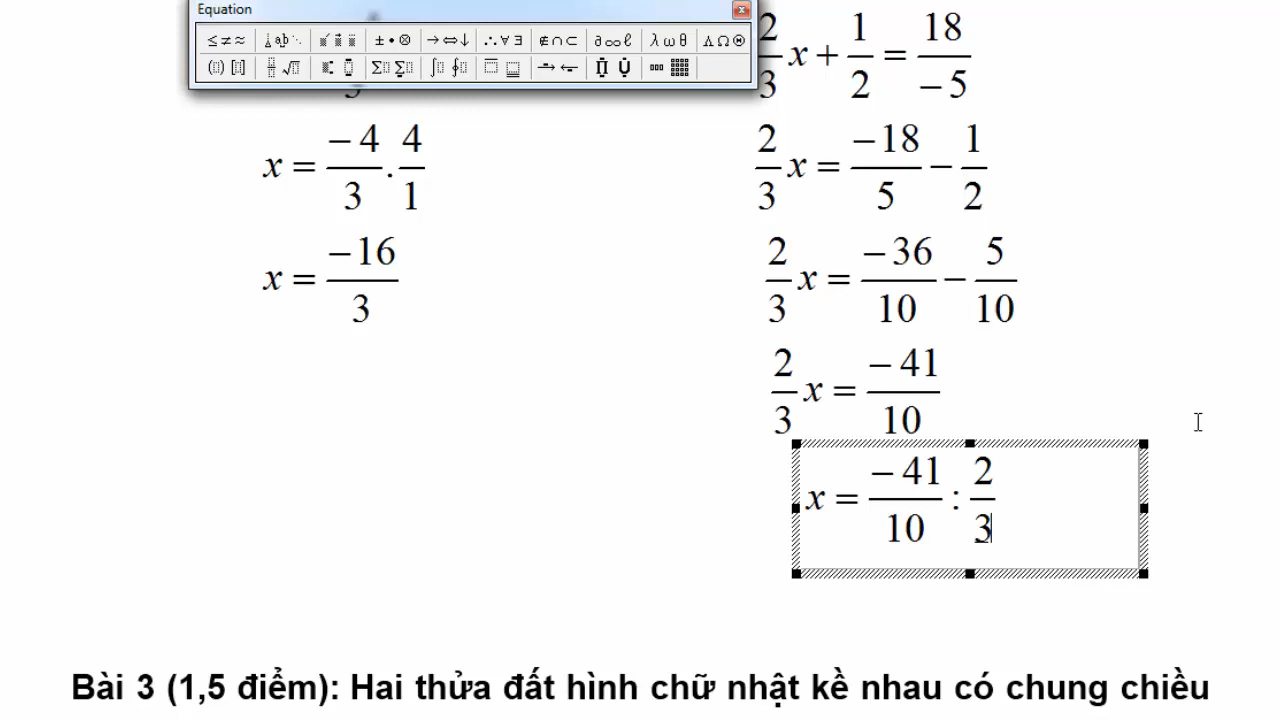 Equation
2/3 x + 1/2 = 18/-5
x = -4/3 . 4/1
2/3 x = -18/5 - 1/2
x = -16/3
2/3 x = -36/10 - 5/10
2/3 x = -41/10
x = -41/10 : 2/3
Bài 3 (1,5 điểm): Hai thửa đất hình chữ nhật kề nhau có chung chiều